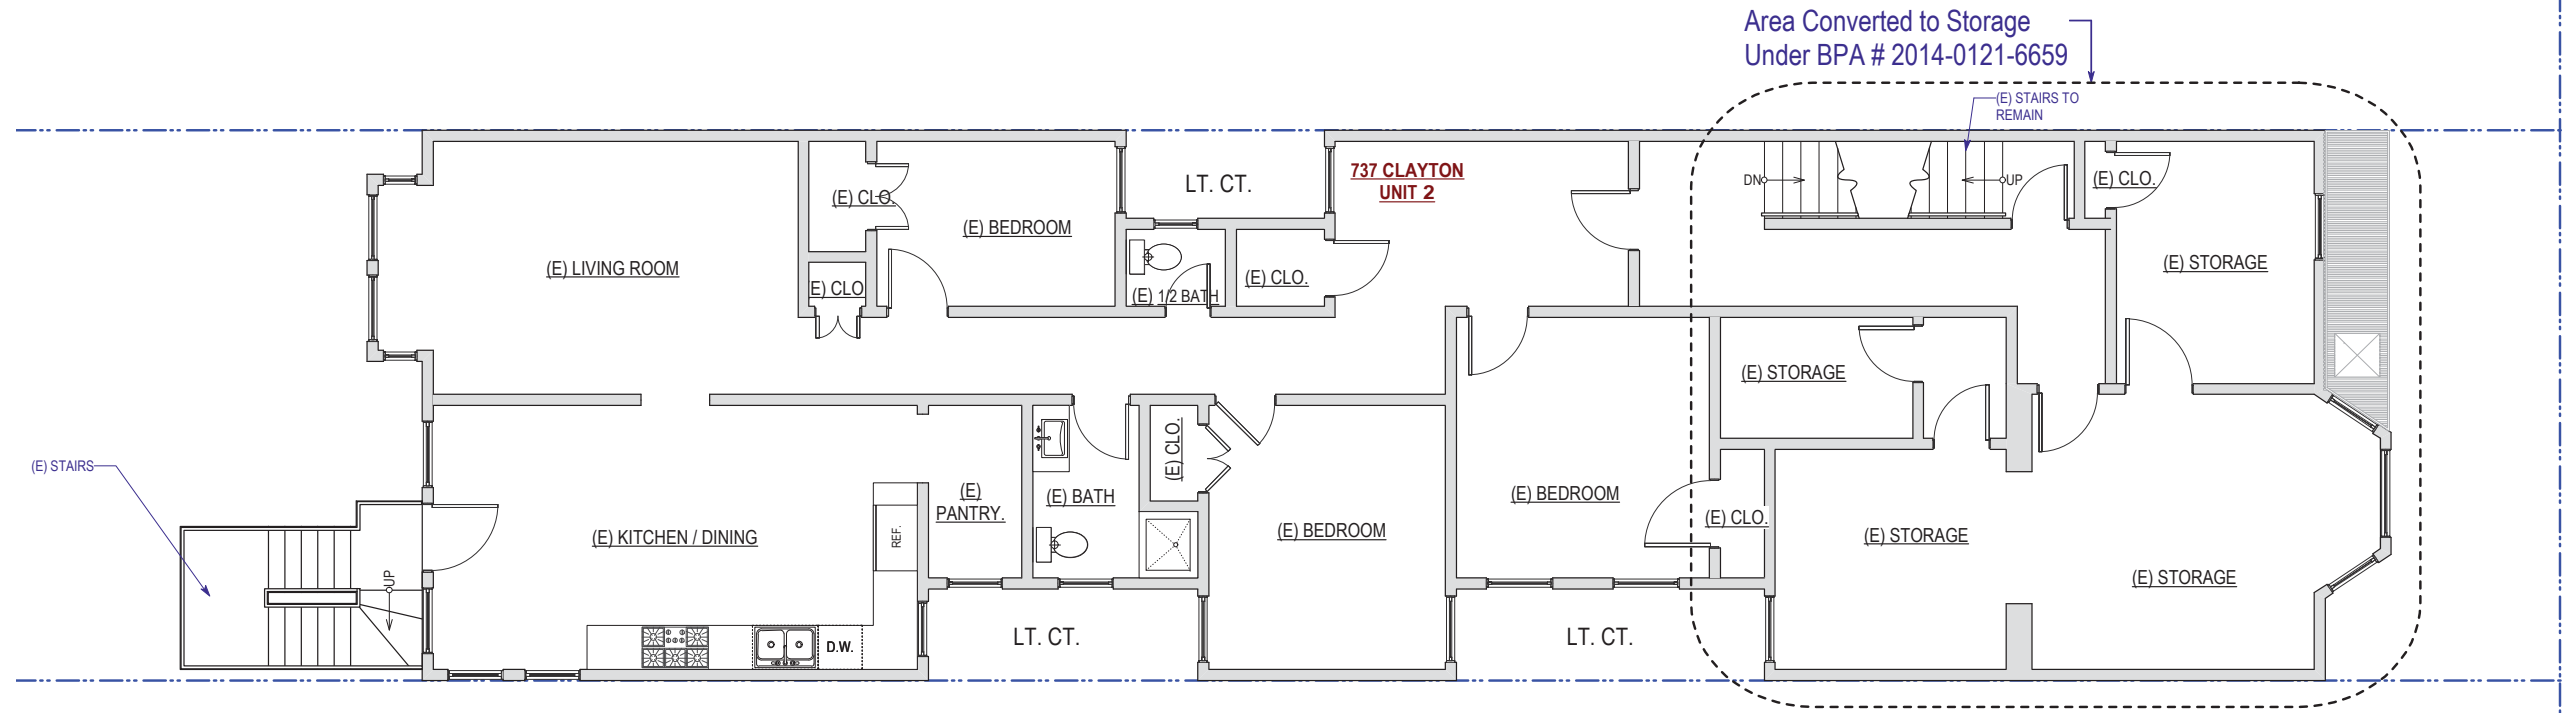 Area Converted to Storage
Under BPA # 2014-0121-6659
(E) STAIRS TO
REMAIN
737 CLAYTON
UNIT 2
LT. CT.
DN
UP
(E) CLO.
(E) CLO.
(E) BEDROOM
(E) LIVING ROOM
(E) STORAGE
(E) CLO.
E) CLO
(E) 1/2 BATH
(E) STORAGE
(E) STAIRS
(E) CLO.
(E)
PANTRY.
(E) BATH
(E) BEDROOM
(E) CLO.
(E) BEDROOM
(E) KITCHEN / DINING
REF.
(E) STORAGE
UP
(E) STORAGE
D.W.
LT. CT.
LT. CT.